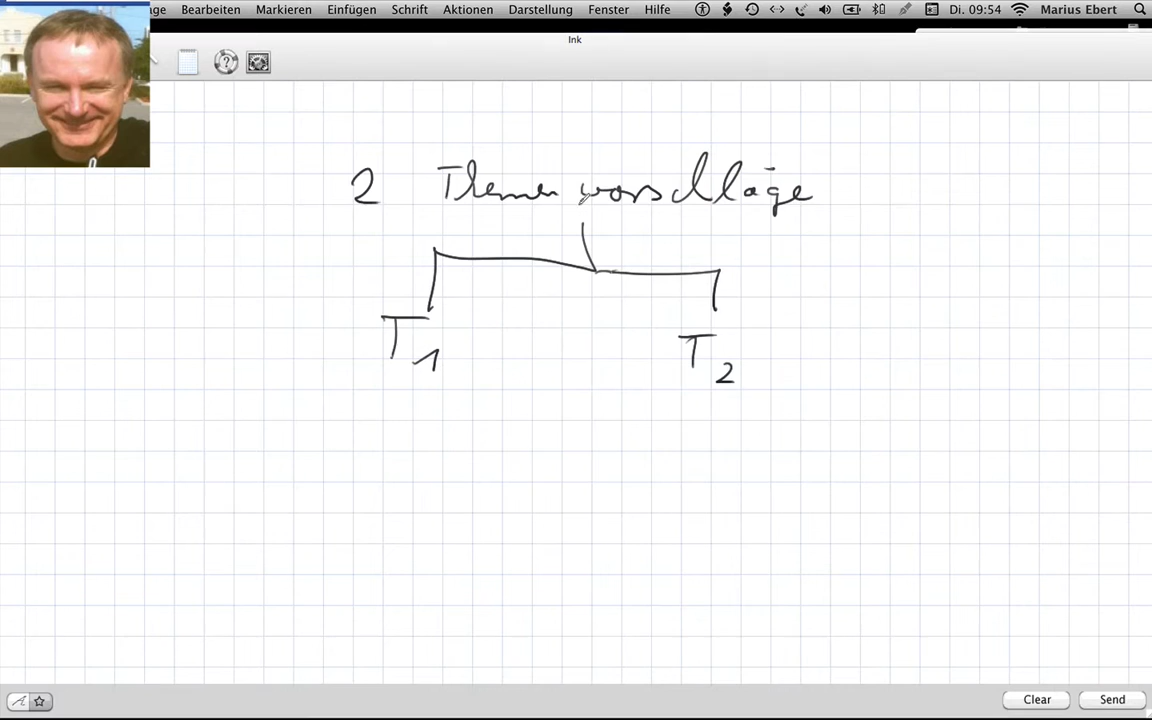 ge Bearbeiten Markieren Einfügen Schrift Aktionen Darstellung Fenster Hilfe Di. 09:54 Marius Ebert
Ink
2 Themenvorschläge
T1 T2
Clear Send